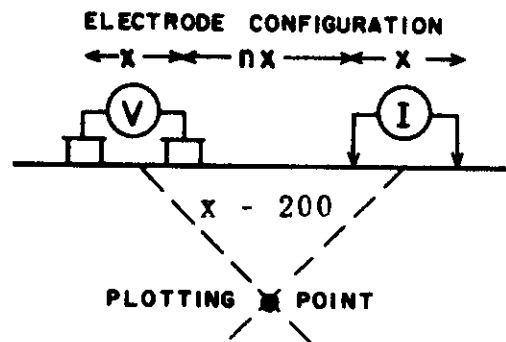 ELECTRODE CONFIGURATION
x nx x
V I
x - 200
PLOTTING POINT